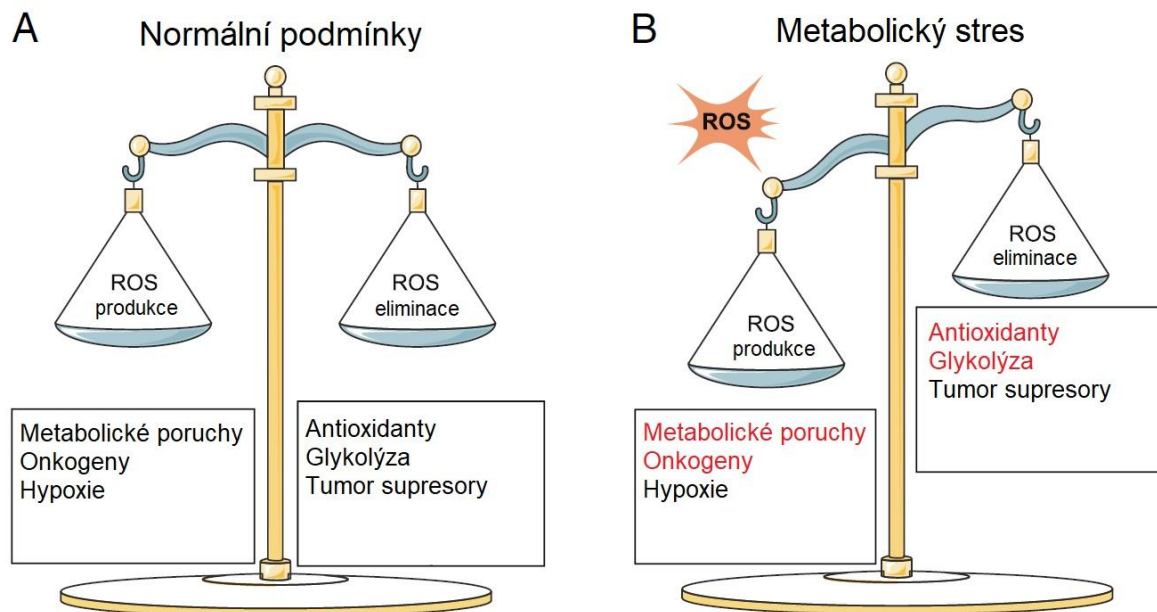 A
Normální podmínky
ROS
produkce
ROS
eliminace
Metabolické poruchy
Onkogeny
Hypoxie
Antioxidanty
Glykolýza
Tumor supresory
B
Metabolický stres
ROS
ROS
produkce
ROS
eliminace
Metabolické poruchy
Onkogeny
Hypoxie
Antioxidanty
Glykolýza
Tumor supresory